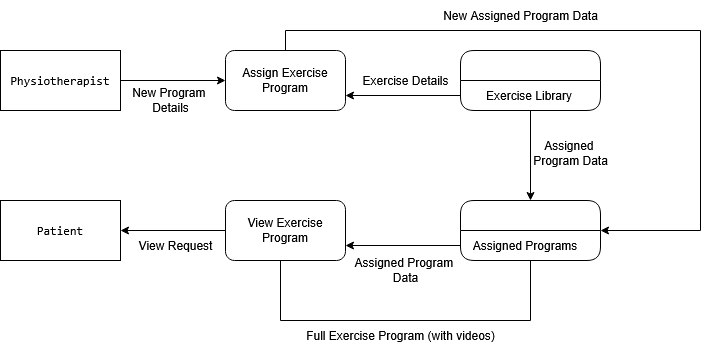 New Assigned Program Data
Physiotherapist
New Program
Details
Assign Exercise
Program
Exercise Details
Exercise Library
Assigned
Program Data
Patient
View Request
View Exercise
Program
Assigned Program
Data
Assigned Programs
Full Exercise Program (with videos)